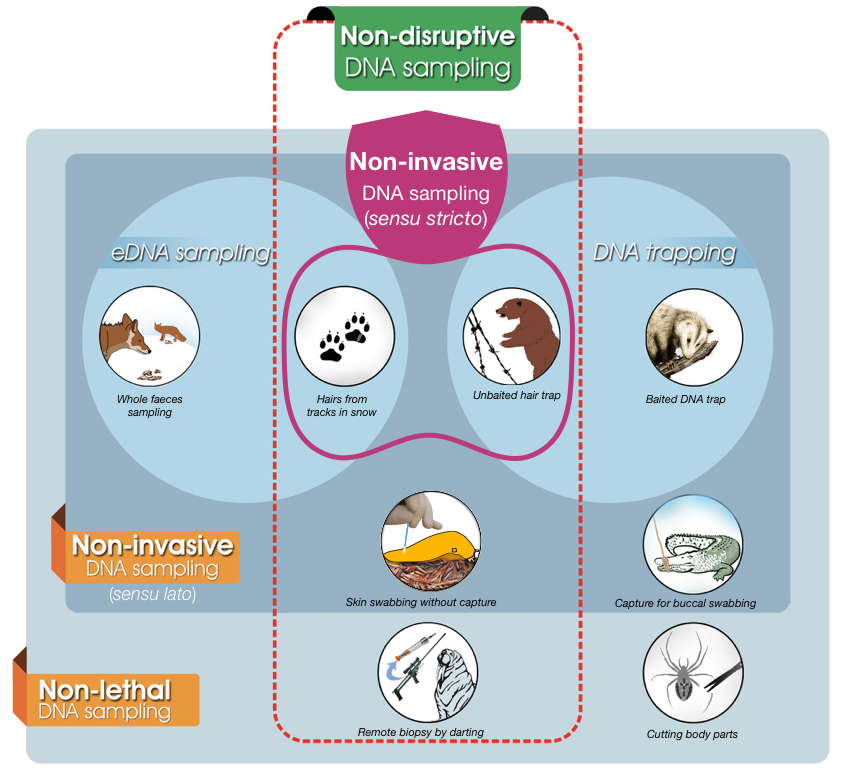 Non-disruptive
DNA sampling
Non-invasive
DNA sampling
(sensu stricto)
eDNA sampling
DNA trapping
Whole faeces
sampling
Hairs from
tracks in snow
Unbaited hair trap
Baited DNA trap
Non-invasive
DNA sampling
(sensu lato)
Skin swabbing without capture
Capture for buccal swabbing
Non-lethal
DNA sampling
Remote biopsy by darting
Cutting body parts